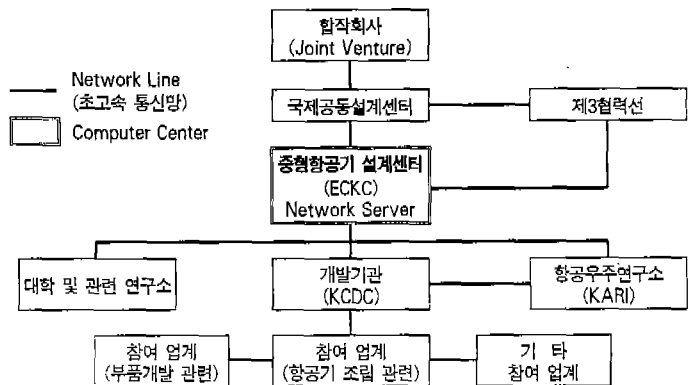 합작회사
(Joint Venture)
Network Line
(초고속 통신망)
Computer Center
국제공동설계센터
제3협력선
중형항공기 설계센터
(ECKC)
Network Server
대학 및 관련 연구소
개발기관
(KCDC)
항공우주연구소
(KARI)
참여 업계
(부품개발 관련)
참여 업계
(항공기 조립 관련)
기 타
참여 업계